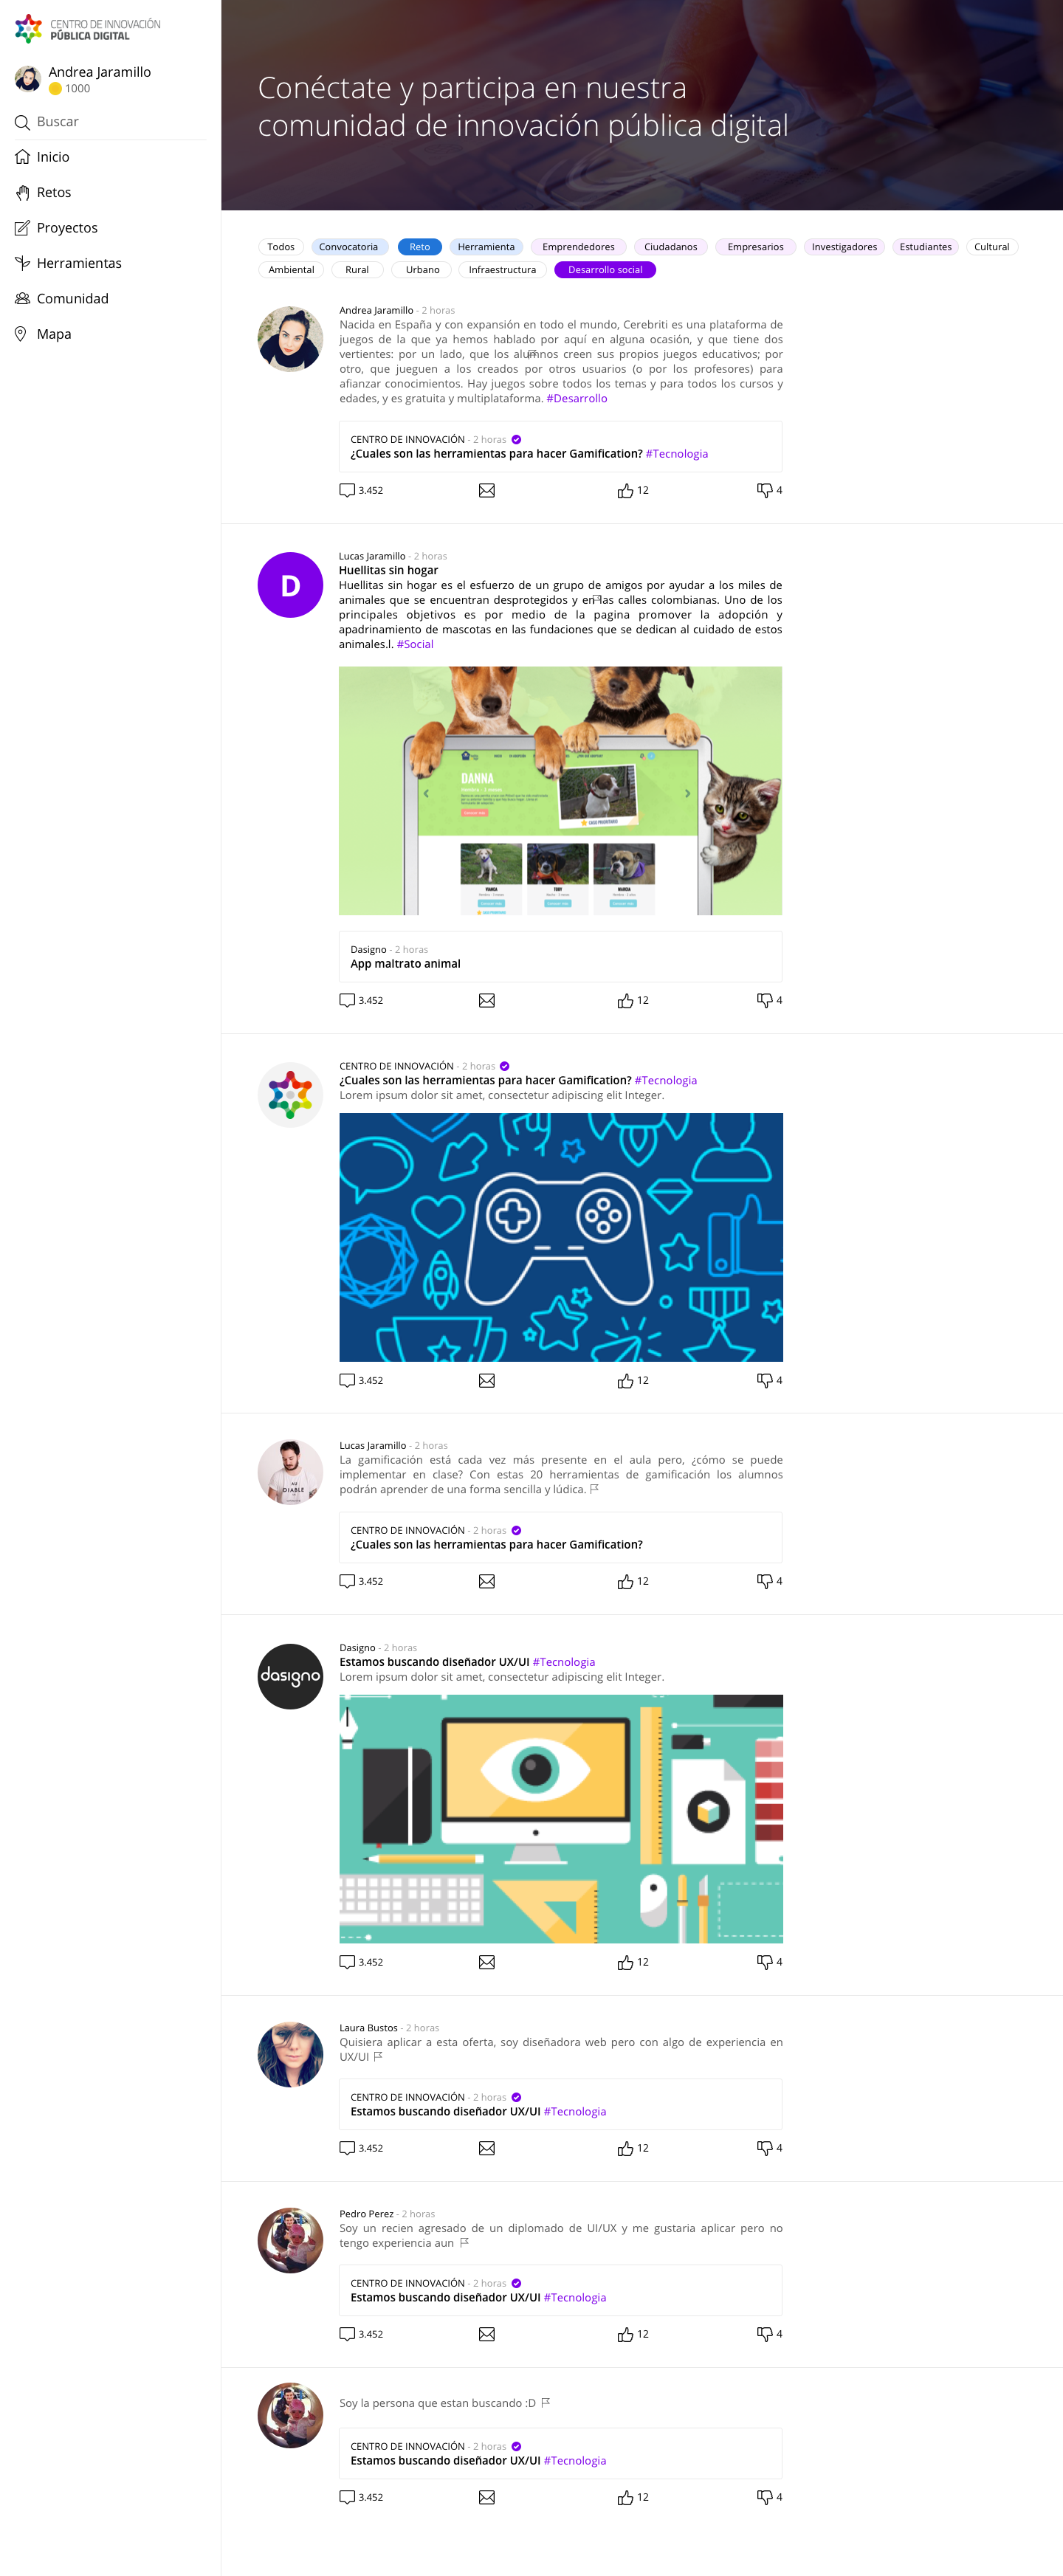 CENTRO DE INNOVACIÓN
PÚBLICA DIGITAL
Andrea Jaramillo
1000
Buscar
Inicio
Retos
Proyectos
Herramientas
Comunidad
Mapa
Conéctate y participa en nuestra
comunidad de innovación pública digital
Todos Convocatoria Reto Herramienta Emprendedores Ciudadanos Empresarios Investigadores Estudiantes Cultural
Ambiental Rural Urbano Infraestructura Desarrollo social
Andrea Jaramillo - 2 horas
Nacida en España y con expansión en todo el mundo, Cerebriti es una plataforma de
juegos de la que ya hemos hablado por aquí en alguna ocasión, y que tiene dos
vertientes: por un lado, que los alumnos creen sus propios juegos educativos; por
otro, que jueguen a los creados por otros usuarios (o por los profesores) para
afianzar conocimientos. Hay juegos sobre todos los temas y para todos los cursos y
edades, y es gratuita y multiplataforma. #Desarrollo
CENTRO DE INNOVACIÓN - 2 horas
¿Cuales son las herramientas para hacer Gamification? #Tecnologia
3.452 12 4
D
Lucas Jaramillo - 2 horas
Huellitas sin hogar
Huellitas sin hogar es el esfuerzo de un grupo de amigos por ayudar a los miles de
animales que se encuentran desprotegidos y en las calles colombianas. Uno de los
principales objetivos es por medio de la pagina promover la adopción y
apadrinamiento de mascotas en las fundaciones que se dedican al cuidado de estos
animales.l. #Social
DANNA
Dasigno - 2 horas
App maltrato animal
3.452 12 4
CENTRO DE INNOVACIÓN - 2 horas
¿Cuales son las herramientas para hacer Gamification? #Tecnologia
Lorem ipsum dolor sit amet, consectetur adipiscing elit Integer.
3.452 12 4
Lucas Jaramillo - 2 horas
La gamificación está cada vez más presente en el aula pero, ¿cómo se puede
implementar en clase? Con estas 20 herramientas de gamificación los alumnos
podrán aprender de una forma sencilla y lúdica.
AU
DIABLE
CENTRO DE INNOVACIÓN - 2 horas
¿Cuales son las herramientas para hacer Gamification?
3.452 12 4
dasigno
Dasigno - 2 horas
Estamos buscando diseñador UX/UI #Tecnologia
Lorem ipsum dolor sit amet, consectetur adipiscing elit Integer.
3.452 12 4
Laura Bustos - 2 horas
Quisiera aplicar a esta oferta, soy diseñadora web pero con algo de experiencia en
UX/UI
CENTRO DE INNOVACIÓN - 2 horas
Estamos buscando diseñador UX/UI #Tecnologia
3.452 12 4
Pedro Perez - 2 horas
Soy un recien agresado de un diplomado de UI/UX y me gustaria aplicar pero no
tengo experiencia aun
CENTRO DE INNOVACIÓN - 2 horas
Estamos buscando diseñador UX/UI #Tecnologia
3.452 12 4
Soy la persona que estan buscando :D
CENTRO DE INNOVACIÓN - 2 horas
Estamos buscando diseñador UX/UI #Tecnologia
3.452 12 4